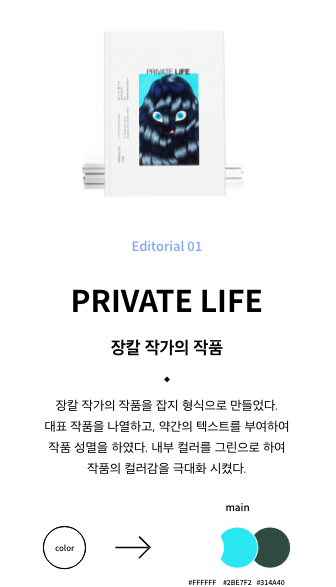 PRIVATE LIFE
Editorial 01
PRIVATE LIFE
장칼 작가의 작품
장칼 작가의 작품을 잡지 형식으로 만들었다.
대표 작품을 나열하고, 약간의 텍스트를 부여하여
작품 성멸을 하였다. 내부 컬러를 그린으로 하여
작품의 컬러감을 극대화 시켰다.
main
color
#FFFFFF #2BE7F2 #314A40